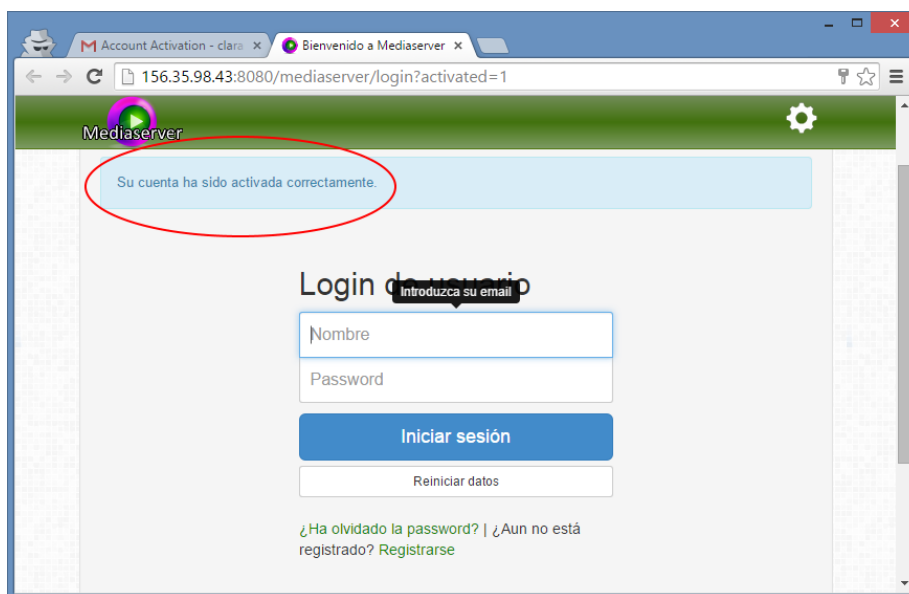 Account Activation - clara
Bienvenido a Mediaserver
156.35.98.43:8080/mediaserver/login?activated=1
Mediaserver
Su cuenta ha sido activada correctamente.
Login de usuario
Introduzca su email
Nombre
Password
Iniciar sesión
Reiniciar datos
¿Ha olvidado la password? | ¿Aun no está
registrado? Registrarse